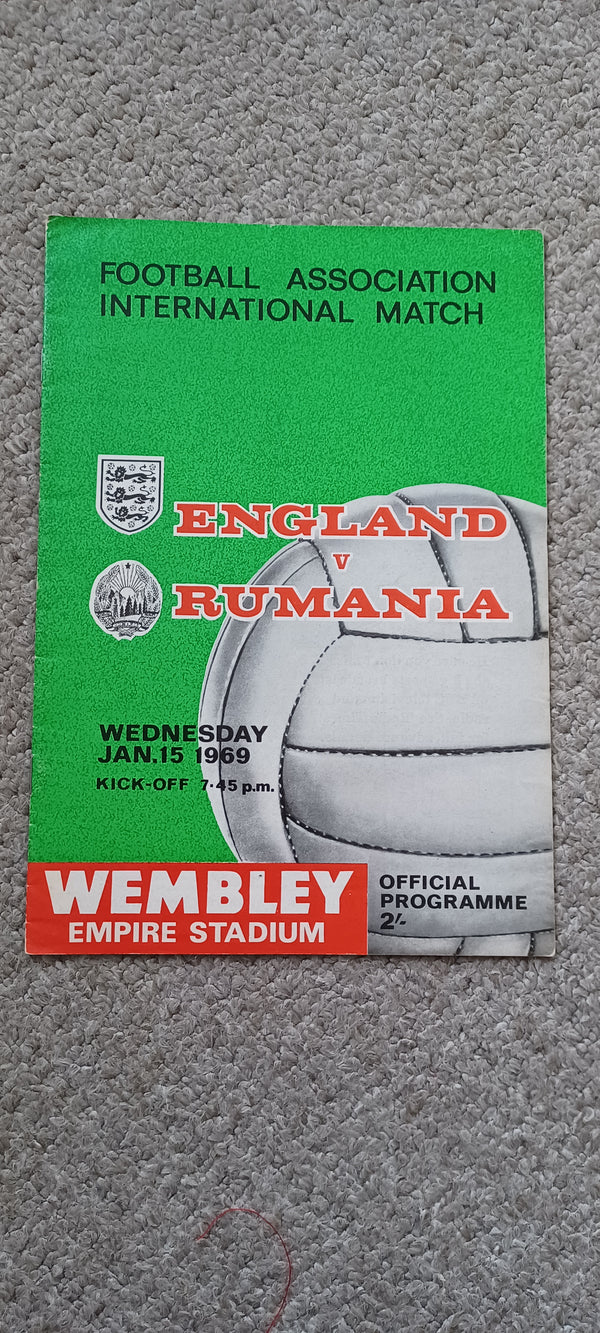 FOOTBALL ASSOCIATION
INTERNATIONAL MATCH
ENGLAND
V
RUMANIA
WEDNESDAY
JAN. 15 1969
KICK-OFF 7·45 p.m.
WEMBLEY
EMPIRE STADIUM
OFFICIAL
PROGRAMME
2/-